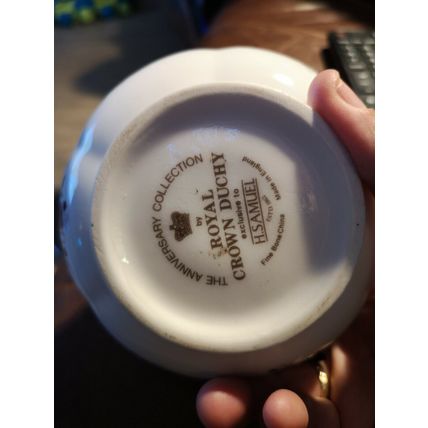 THE ANNIVERSARY COLLECTION
by
ROYAL
CROWN DUCHY
exclusive to
H.SAMUEL
Fine Bone China
Made in England